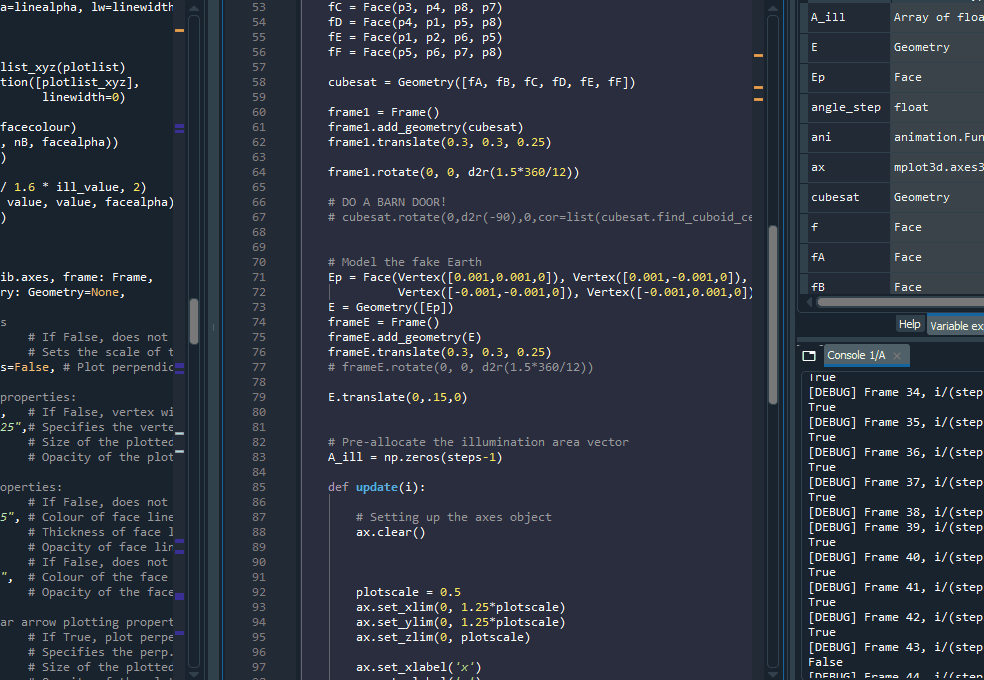 a=linealpha, lw=linewidth
list_xyz(plotlist)
tion([plotlist_xyz],
linewidth=0)
facecolour)
, nB, facealpha))
)
/ 1.6 * ill_value, 2)
value, value, facealpha)
)
ib.axes, frame: Frame,
ry: Geometry=None,
s
# If False, does not
# Sets the scale of t
s=False, # Plot perpendic
properties:
, # If False, vertex wi
25",# Specifies the verte
# Size of the plotted
# Opacity of the plot
operties:
# If False, does not
5", # Colour of face line
# Thickness of face l
# Opacity of face lin
# If False, does not
", # Colour of the face
# Opacity of the face
ar arrow plotting propert
# If True, plot perpe
# Specifies the perp.
# Size of the plotted
53 fC = Face(p3, p4, p8, p7)
54 fD = Face(p4, p1, p5, p8)
55 fE = Face(p1, p2, p6, p5)
56 fF = Face(p5, p6, p7, p8)
57
58 cubesat = Geometry([fA, fB, fC, fD, fE, fF])
59
60 frame1 = Frame()
61 frame1.add_geometry(cubesat)
62 frame1.translate(0.3, 0.3, 0.25)
63
64 frame1.rotate(0, 0, d2r(1.5*360/12))
65
66 # DO A BARN DOOR!
67 # cubesat.rotate(0,d2r(-90),0,cor=list(cubesat.find_cuboid_ce
68
69
70 # Model the fake Earth
71 Ep = Face(Vertex([0.001,0.001,0]), Vertex([0.001,-0.001,0]),
72 Vertex([-0.001,-0.001,0]), Vertex([-0.001,0.001,0])
73 E = Geometry([Ep])
74 frameE = Frame()
75 frameE.add_geometry(E)
76 frameE.translate(0.3, 0.3, 0.25)
77 # frameE.rotate(0, 0, d2r(1.5*360/12))
78
79 E.translate(0,.15,0)
80
81
82 # Pre-allocate the illumination area vector
83 A_ill = np.zeros(steps-1)
84
85 def update(i):
86
87 # Setting up the axes object
88 ax.clear()
89
90
91
92 plotscale = 0.5
93 ax.set_xlim(0, 1.25*plotscale)
94 ax.set_ylim(0, 1.25*plotscale)
95 ax.set_zlim(0, plotscale)
96
97 ax.set_xlabel('x')
A_ill Array of floa
E Geometry
Ep Face
angle_step float
ani animation.Fun
ax mplot3d.axes3
cubesat Geometry
f Face
fA Face
fB Face
Help Variable ex
Console 1/A ×
True
[DEBUG] Frame 34, i/(step
True
[DEBUG] Frame 35, i/(step
True
[DEBUG] Frame 36, i/(step
True
[DEBUG] Frame 37, i/(step
True
[DEBUG] Frame 38, i/(step
[DEBUG] Frame 39, i/(step
True
[DEBUG] Frame 40, i/(step
True
[DEBUG] Frame 41, i/(step
True
[DEBUG] Frame 42, i/(step
True
[DEBUG] Frame 43, i/(step
False
[DEBUG] Frame 44, i/(step